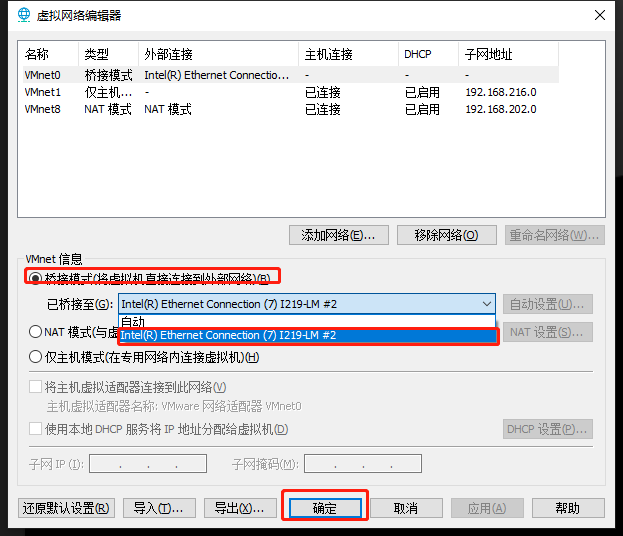 虚拟网络编辑器
名称 类型 外部连接 主机连接 DHCP 子网地址
VMnet0 桥接模式 Intel(R) Ethernet Connectio... - - -
VMnet1 仅主机... - 已连接 已启用 192.168.216.0
VMnet8 NAT 模式 NAT 模式 已连接 已启用 192.168.202.0
添加网络(E)... 移除网络(O) 重命名网络(W)...
VMnet 信息
桥接模式(将虚拟机直接连接到外部网络)(B)
已桥接至(G): Intel(R) Ethernet Connection (7) I219-LM #2 自动设置(U)...
自动
NAT 模式(与虚 Intel(R) Ethernet Connection (7) I219-LM #2 NAT 设置(S)...
仅主机模式(在专用网络内连接虚拟机)(H)
将主机虚拟适配器连接到此网络(V)
主机虚拟适配器名称: VMware 网络适配器 VMnet0
使用本地 DHCP 服务将 IP 地址分配给虚拟机(D) DHCP 设置(P)...
子网 IP (I): . . . 子网掩码(M): . . .
还原默认设置(R) 导入(T)... 导出(X)... 确定 取消 应用(A) 帮助